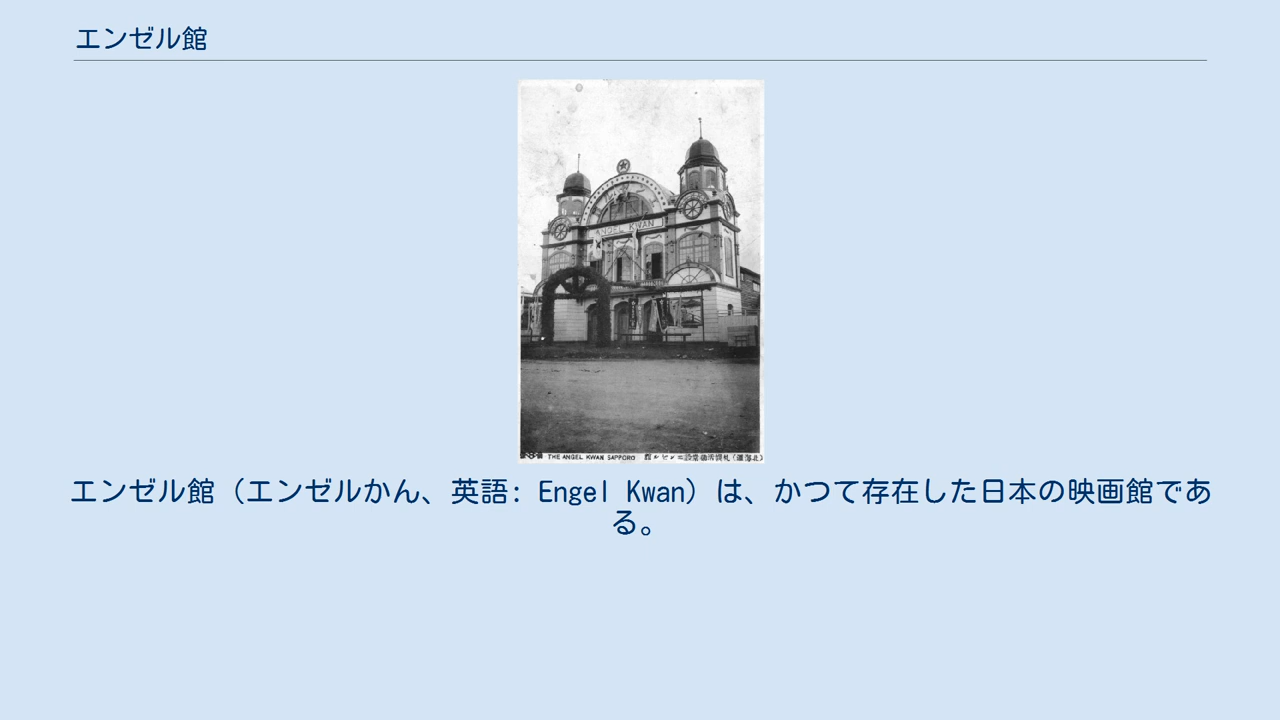 エンゼル館
ANGEL KWAN
THE ANGEL KWAN SAPPORO
エンゼル館（エンゼルかん、英語: Engel Kwan）は、かつて存在した日本の映画館であ
る。